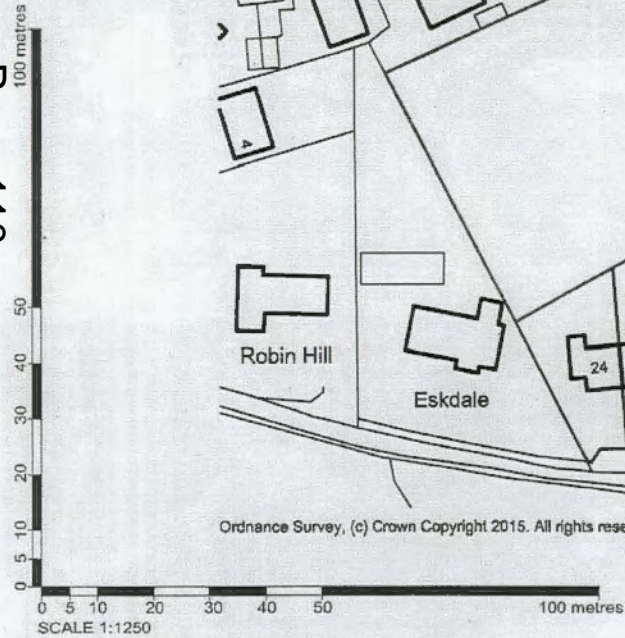 100 metres
50
40
30
20
10
5
0
4
Robin Hill
Eskdale
24
Ordnance Survey, (c) Crown Copyright 2015. All rights rese
0 5 10 20 30 40 50 100 metres
SCALE 1:1250